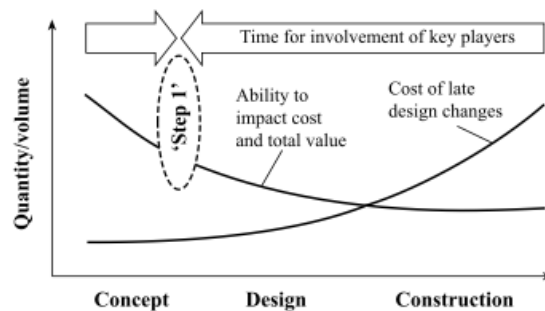 Time for involvement of key players
Quantity/volume
'Step 1'
Ability to
impact cost
and total value
Cost of late
design changes
Concept
Design
Construction